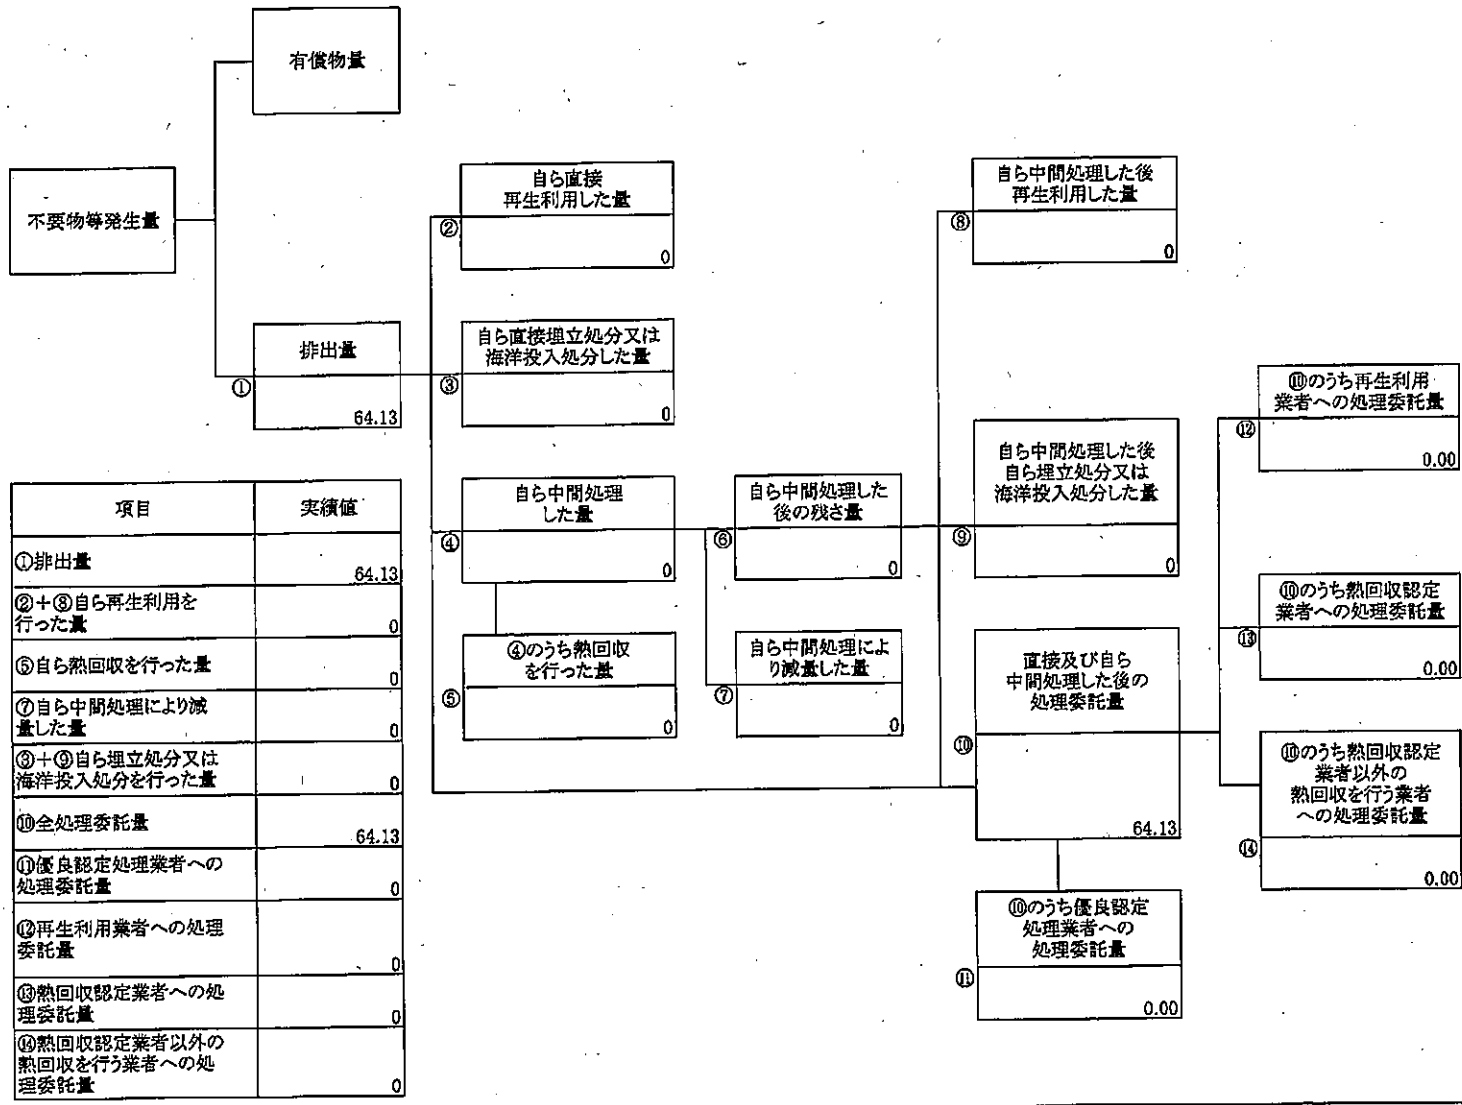 有償物量
不要物等発生量
排出量
①
64.13
自ら直接
再生利用した量
②
0
自ら直接埋立処分又は
海洋投入処分した量
③
0
自ら中間処理
した量
④
0
④のうち熱回収
を行った量
⑤
0
自ら中間処理した
後の残さ量
⑥
0
自ら中間処理によ
り減量した量
⑦
0
自ら中間処理した後
再生利用した量
⑧
0
自ら中間処理した後
自ら埋立処分又は
海洋投入処分した量
⑨
0
直接及び自ら
中間処理した後の
処理委託量
⑩
64.13
⑩のうち優良認定
処理業者への
処理委託量
⑪
0.00
⑩のうち再生利用
業者への処理委託量
⑫
0.00
⑩のうち熱回収認定
業者への処理委託量
⑬
0.00
⑩のうち熱回収認定
業者以外の
熱回収を行う業者
への処理委託量
⑭
0.00
項目 実績値
①排出量 64.13
②+⑧自ら再生利用を
行った量 0
⑤自ら熱回収を行った量 0
⑦自ら中間処理により減
量した量 0
③+⑨自ら埋立処分又は
海洋投入処分を行った量 0
⑩全処理委託量 64.13
⑪優良認定処理業者への
処理委託量 0
⑫再生利用業者への処理
委託量 0
⑬熱回収認定業者への処
理委託量 0
⑭熱回収認定業者以外の
熱回収を行う業者への処
理委託量 0